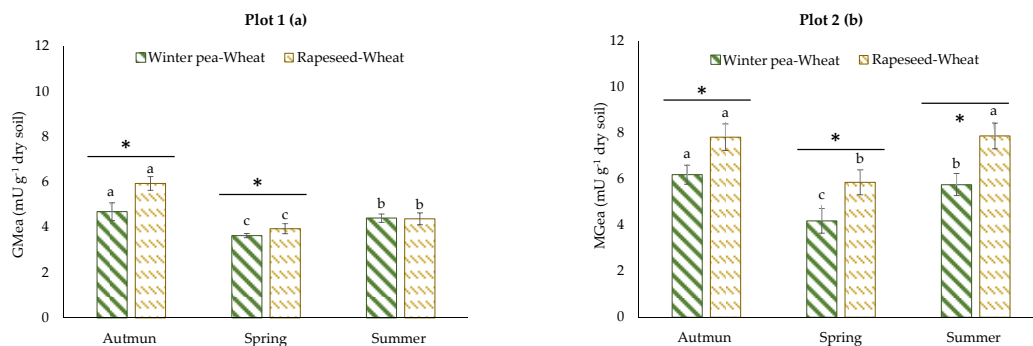 Plot 1 (a)
12
10
8
6
4
2
0
GMea (mU g⁻¹ dry soil)
Winter pea-Wheat
Rapeseed-Wheat
*
a
a
*
c
c
b
b
Autmun
Spring
Summer
Plot 2 (b)
12
10
8
6
4
2
0
MGea (mU g⁻¹ dry soil)
Winter pea-Wheat
Rapeseed-Wheat
*
a
a
*
c
b
*
b
a
Autmun
Spring
Summer